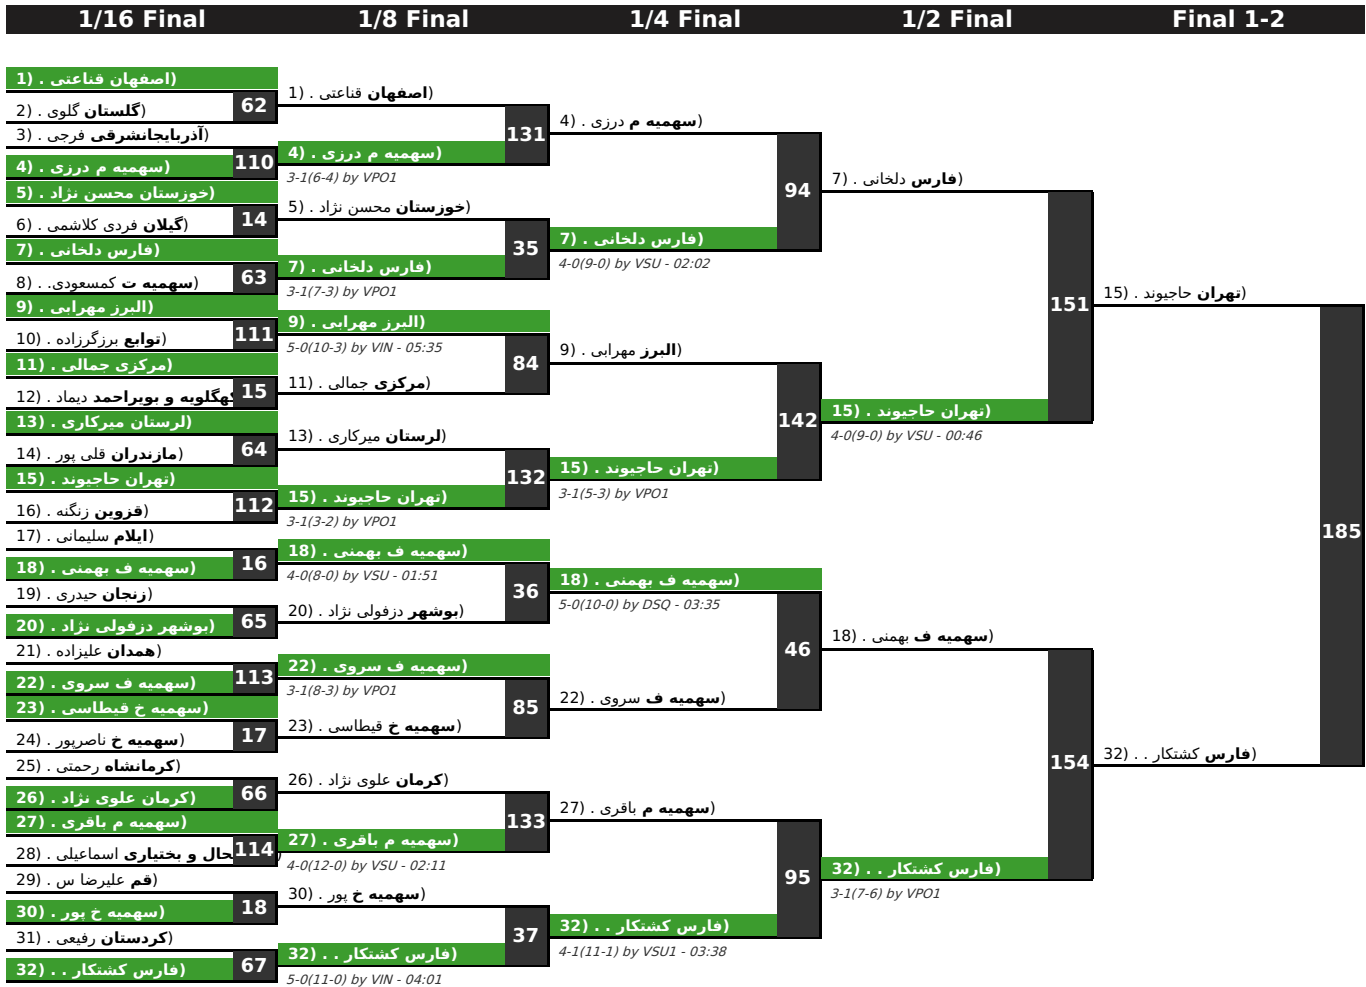 1/16 Final
1/8 Final
1/4 Final
1/2 Final
Final 1-2
1) . اصفهان قناعتی)
62
2) . گلستان گلوی)
3) . آذربایجانشرقی فرجی)
110
4) . سهمیه م درزی)
5) . خوزستان محسن نژاد)
14
6) . گیلان فردی کلاشمی)
7) . فارس دلخانی)
63
8) . سهمیه ت کمسعودی.)
9) . البرز مهرابی)
111
10) . توابع برزگرزاده)
11) . مرکزی جمالی)
15
12) . کهگلویه و بویراحمد دیماد
13) . لرستان میرکاری)
64
14) . مازندران قلی پور)
15) . تهران حاجیوند)
112
16) . قزوین زنگنه)
17) . ایلام سلیمانی)
16
18) . سهمیه ف بهمنی)
19) . زنجان حیدری)
65
20) . بوشهر دزفولی نژاد)
21) . همدان علیزاده)
113
22) . سهمیه ف سروی)
23) . سهمیه خ قیطاسی)
17
24) . سهمیه خ ناصرپور)
25) . کرمانشاه رحمتی)
66
26) . کرمان علوی نژاد)
27) . سهمیه م باقری)
114
28) . حال و بختیاری اسماعیلی)
29) . قم علیرضا س)
18
30) . سهمیه خ پور)
31) . کردستان رفیعی)
67
32) . . فارس کشتکار)
1) . اصفهان قناعتی)
131
4) . سهمیه م درزی)
3-1(6-4) by VPO1
5) . خوزستان محسن نژاد)
35
7) . فارس دلخانی)
3-1(7-3) by VPO1
9) . البرز مهرابی)
5-0(10-3) by VIN - 05:35
84
11) . مرکزی جمالی)
13) . لرستان میرکاری)
132
15) . تهران حاجیوند)
3-1(3-2) by VPO1
18) . سهمیه ف بهمنی)
4-0(8-0) by VSU - 01:51
36
20) . بوشهر دزفولی نژاد)
22) . سهمیه ف سروی)
3-1(8-3) by VPO1
85
23) . سهمیه خ قیطاسی)
26) . کرمان علوی نژاد)
133
27) . سهمیه م باقری)
4-0(12-0) by VSU - 02:11
30) . سهمیه خ پور)
37
32) . . فارس کشتکار)
5-0(11-0) by VIN - 04:01
4) . سهمیه م درزی)
94
7) . فارس دلخانی)
4-0(9-0) by VSU - 02:02
9) . البرز مهرابی)
142
15) . تهران حاجیوند)
3-1(5-3) by VPO1
18) . سهمیه ف بهمنی)
5-0(10-0) by DSQ - 03:35
46
22) . سهمیه ف سروی)
27) . سهمیه م باقری)
95
32) . . فارس کشتکار)
4-1(11-1) by VSU1 - 03:38
7) . فارس دلخانی)
151
15) . تهران حاجیوند)
4-0(9-0) by VSU - 00:46
18) . سهمیه ف بهمنی)
154
32) . . فارس کشتکار)
3-1(7-6) by VPO1
15) . تهران حاجیوند)
185
32) . . فارس کشتکار)